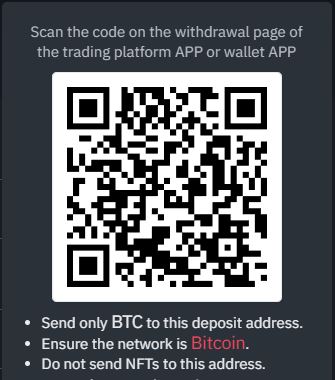 Scan the code on the withdrawal page of
the trading platform APP or wallet APP
• Send only BTC to this deposit address.
• Ensure the network is Bitcoin.
• Do not send NFTs to this address.